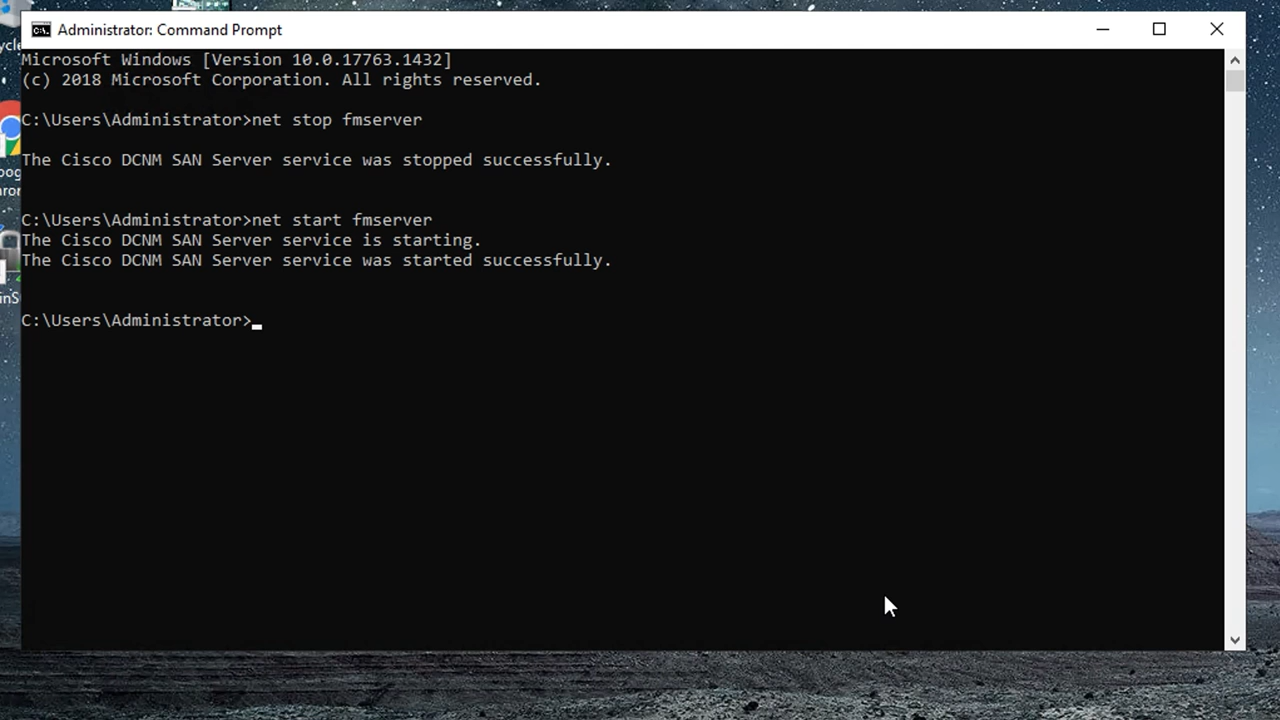 Administrator: Command Prompt
Microsoft Windows [Version 10.0.17763.1432]
(c) 2018 Microsoft Corporation. All rights reserved.
C:\Users\Administrator>net stop fmserver
The Cisco DCNM SAN Server service was stopped successfully.
C:\Users\Administrator>net start fmserver
The Cisco DCNM SAN Server service is starting.
The Cisco DCNM SAN Server service was started successfully.
C:\Users\Administrator>